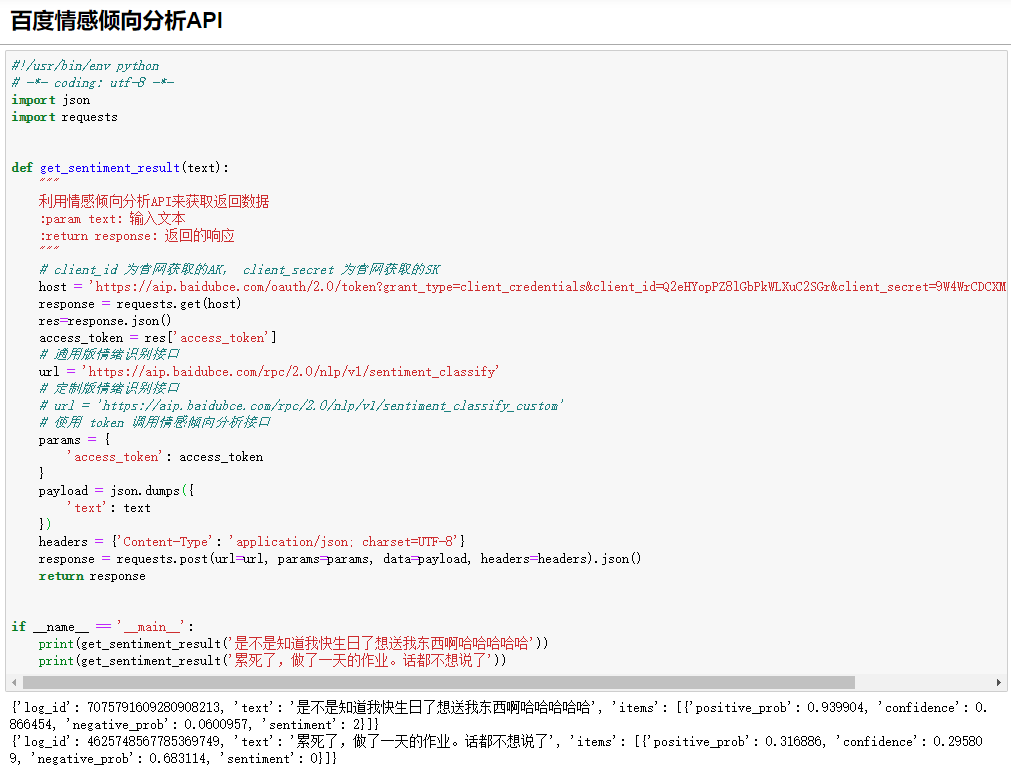 百度情感倾向分析API
#!/usr/bin/env python
# -*- coding: utf-8 -*-
import json
import requests
def get_sentiment_result(text):
"""
利用情感倾向分析API来获取返回数据
:param text: 输入文本
:return response: 返回的响应
"""
# client_id 为官网获取的AK， client_secret 为官网获取的SK
host = 'https://aip.baidubce.com/oauth/2.0/token?grant_type=client_credentials&client_id=Q2eHYopPZ8lGbPkWLXuC2SGr&client_secret=9W4WrCDCXM
response = requests.get(host)
res=response.json()
access_token = res['access_token']
# 通用版情绪识别接口
url = 'https://aip.baidubce.com/rpc/2.0/nlp/v1/sentiment_classify'
# 定制版情绪识别接口
# url = 'https://aip.baidubce.com/rpc/2.0/nlp/v1/sentiment_classify_custom'
# 使用 token 调用情感倾向分析接口
params = {
'access_token': access_token
}
payload = json.dumps({
'text': text
})
headers = {'Content-Type': 'application/json; charset=UTF-8'}
response = requests.post(url=url, params=params, data=payload, headers=headers).json()
return response
if __name__ == '__main__':
print(get_sentiment_result('是不是知道我快生日了想送我东西啊哈哈哈哈哈'))
print(get_sentiment_result('累死了，做了一天的作业。话都不想说了'))
{'log_id': 7075791609280908213, 'text': '是不是知道我快生日了想送我东西啊哈哈哈哈哈', 'items': [{'positive_prob': 0.939904, 'confidence': 0.
866454, 'negative_prob': 0.0600957, 'sentiment': 2}]}
{'log_id': 4625748567785369749, 'text': '累死了，做了一天的作业。话都不想说了', 'items': [{'positive_prob': 0.316886, 'confidence': 0.29580
9, 'negative_prob': 0.683114, 'sentiment': 0}]}